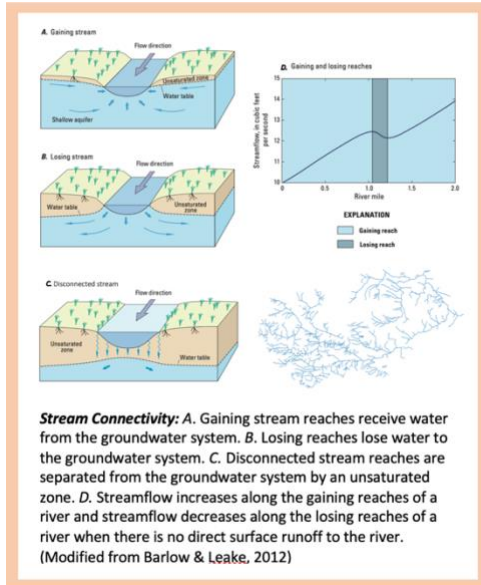 A. Gaining stream
Flow direction
Unsaturated zone
Water table
Shallow aquifer
B. Losing stream
Flow direction
Water table
Unsaturated
zone
C. Disconnected stream
Flow direction
Unsaturated
zone
Water table
D. Gaining and losing reaches
Streamflow, in cubic feet
per second
15
14
13
12
11
10
0
0.5
1.0
1.5
2.0
River mile
EXPLANATION
Gaining reach
Losing reach
Stream Connectivity: A. Gaining stream reaches receive water
from the groundwater system. B. Losing reaches lose water to
the groundwater system. C. Disconnected stream reaches are
separated from the groundwater system by an unsaturated
zone. D. Streamflow increases along the gaining reaches of a
river and streamflow decreases along the losing reaches of a
river when there is no direct surface runoff to the river.
(Modified from Barlow & Leake, 2012)